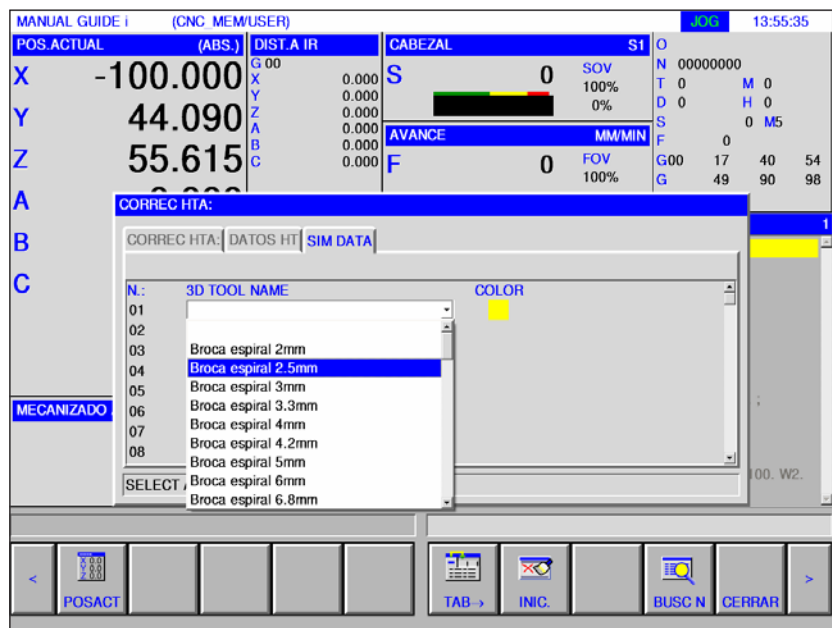 MANUAL GUIDE i (CNC_MEM/USER) JOG 13:55:35
POS.ACTUAL (ABS.) DIST.A IR CABEZAL S1 O
G 00 N 00000000
X -100.000 X 0.000 S 0 SOV T 0 M 0
Y 0.000 100% D 0 H 0
Y 44.090 Z 0.000 0% S 0 M5
A 0.000 AVANCE MM/MIN F 0
B 0.000
Z 55.615 C 0.000 F 0 FOV G00 17 40 54
100% G 49 90 98
A
CORREC HTA:
1
B CORREC HTA: DATOS HT SIM DATA
C N.: 3D TOOL NAME COLOR
01
02
03 Broca espiral 2mm
04 Broca espiral 2.5mm
05 Broca espiral 3mm
MECANIZADO 06 Broca espiral 3.3mm ;
07 Broca espiral 4mm
08 Broca espiral 4.2mm
Broca espiral 5mm
SELECT Broca espiral 6mm 100. W2.
Broca espiral 6.8mm
< POSACT TAB→ INIC. BUSC N CERRAR >